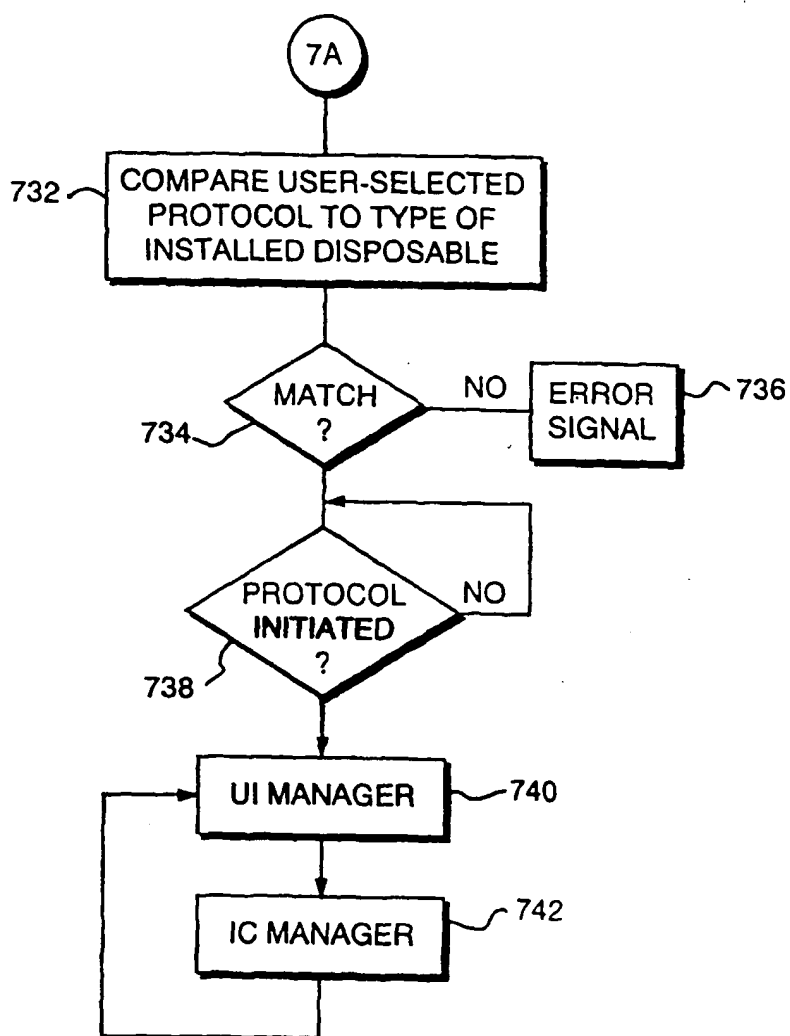 7A
732
COMPARE USER-SELECTED
PROTOCOL TO TYPE OF
INSTALLED DISPOSABLE
MATCH
?
734
NO
ERROR
SIGNAL
736
PROTOCOL
INITIATED
?
NO
738
UI MANAGER
740
IC MANAGER
742